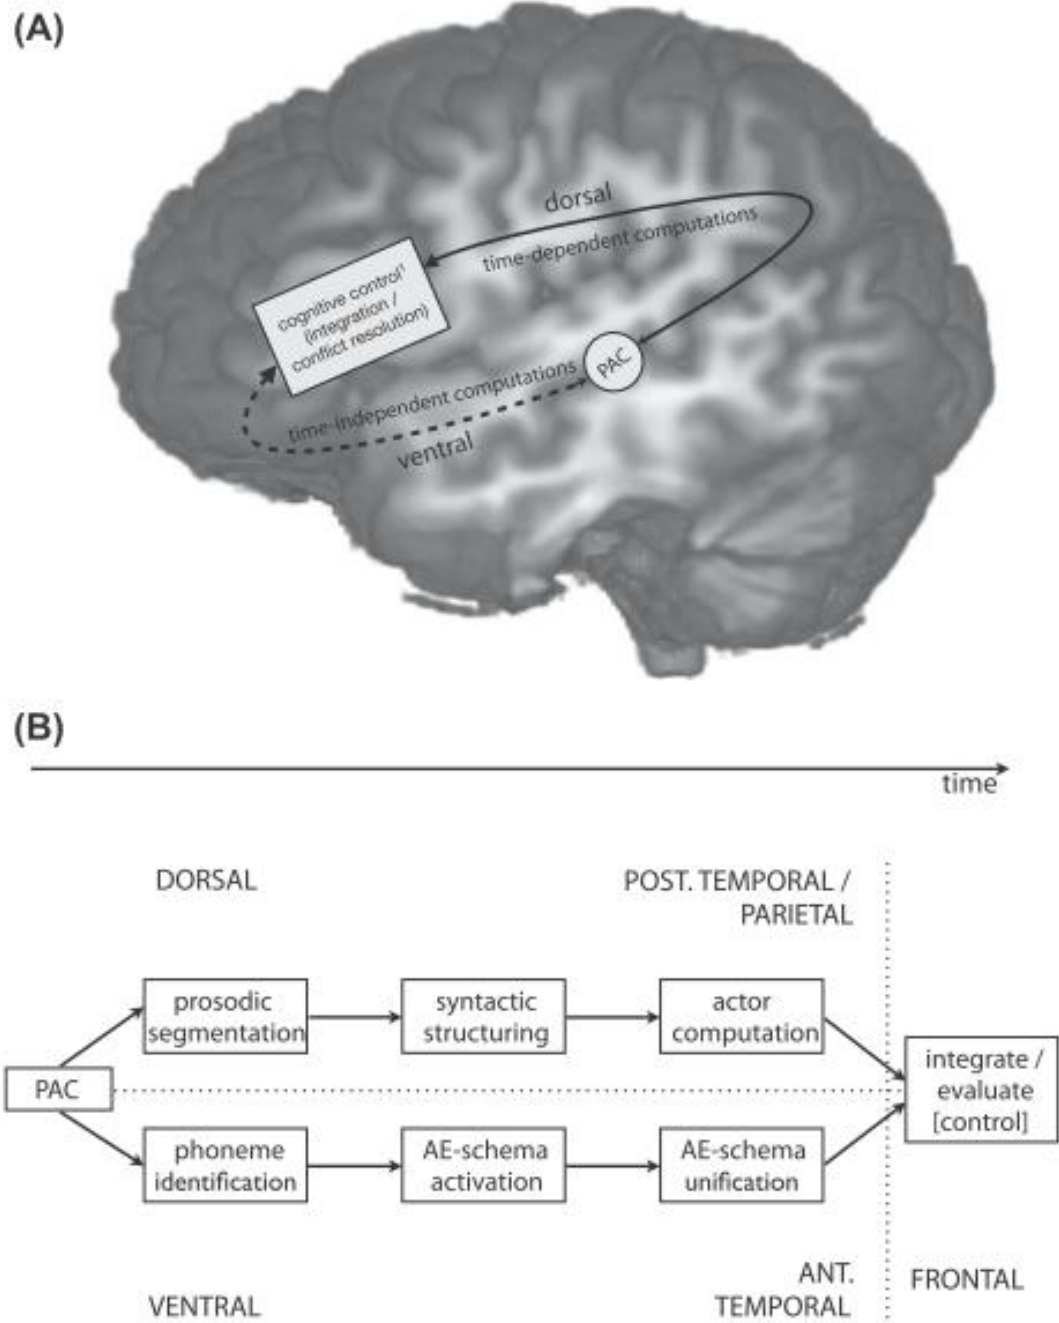 (A)
dorsal
time-dependent computations
cognitive control¹
(integration /
conflict resolution)
PAC
time-independent computations
ventral
(B)
time
DORSAL
POST. TEMPORAL /
PARIETAL
prosodic
segmentation
syntactic
structuring
actor
computation
PAC
integrate /
evaluate
[control]
phoneme
identification
AE-schema
activation
AE-schema
unification
VENTRAL
ANT.
TEMPORAL
FRONTAL